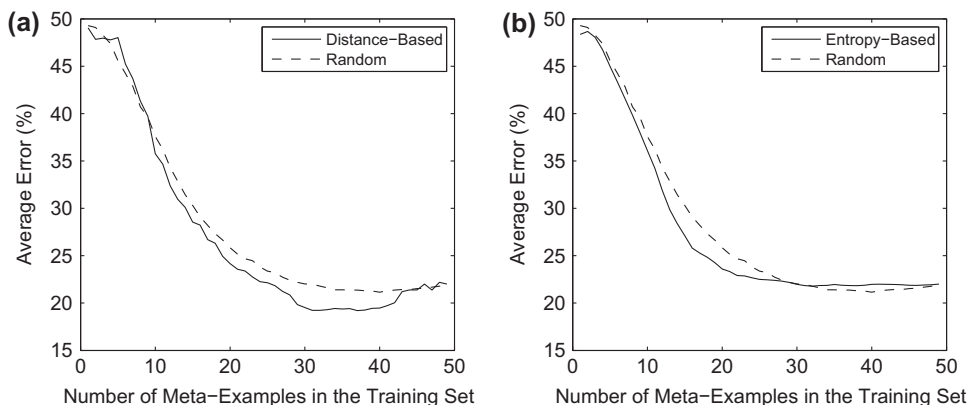 (a)
50
45
40
35
30
25
20
15
Average Error (%)
Distance−Based
Random
0 10 20 30 40 50
Number of Meta−Examples in the Training Set
(b)
50
45
40
35
30
25
20
15
Average Error (%)
Entropy−Based
Random
0 10 20 30 40 50
Number of Meta−Examples in the Training Set